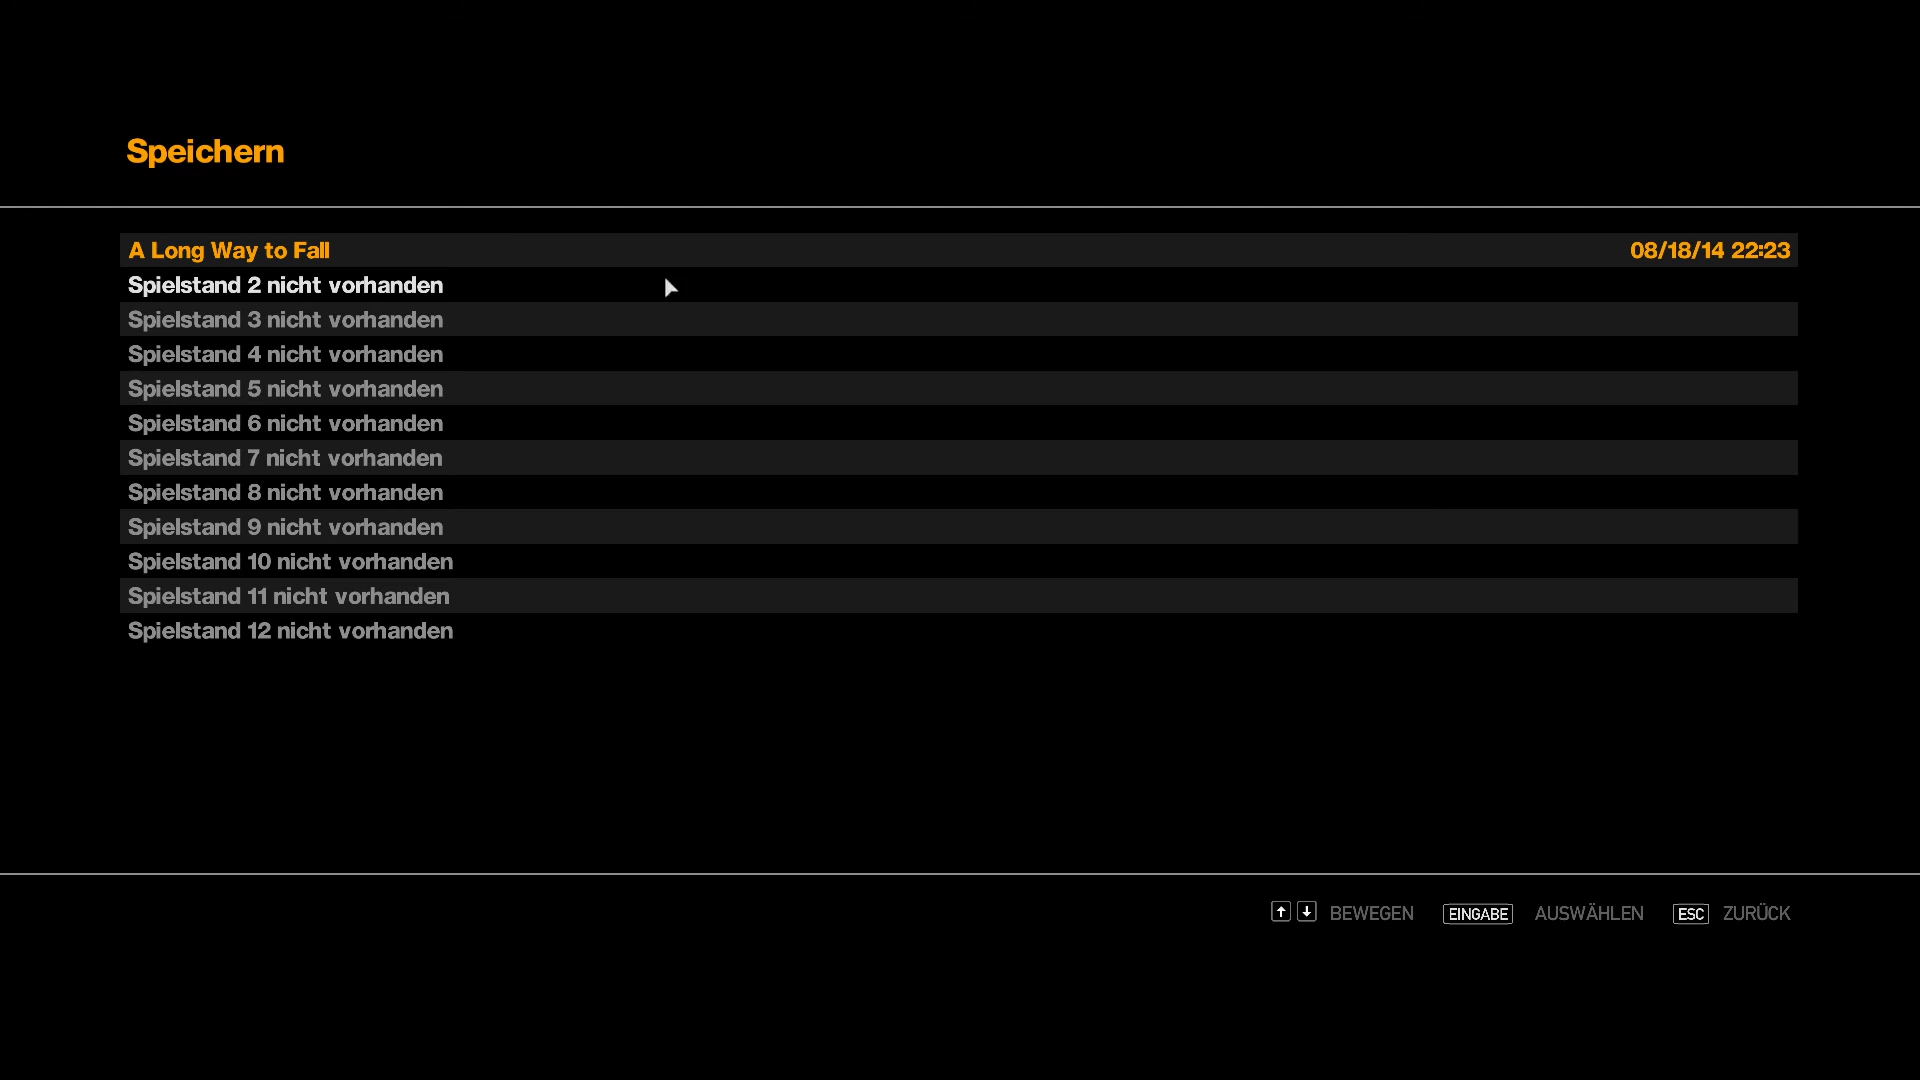 Speichern
A Long Way to Fall 08/18/14 22:23
Spielstand 2 nicht vorhanden
Spielstand 3 nicht vorhanden
Spielstand 4 nicht vorhanden
Spielstand 5 nicht vorhanden
Spielstand 6 nicht vorhanden
Spielstand 7 nicht vorhanden
Spielstand 8 nicht vorhanden
Spielstand 9 nicht vorhanden
Spielstand 10 nicht vorhanden
Spielstand 11 nicht vorhanden
Spielstand 12 nicht vorhanden
↑ ↓ BEWEGEN EINGABE AUSWÄHLEN ESC ZURÜCK